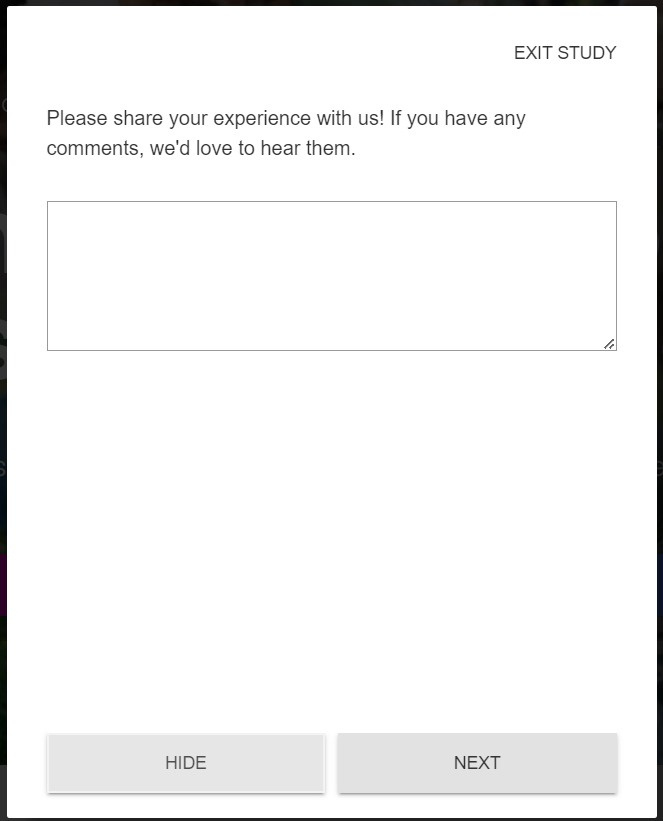 EXIT STUDY
Please share your experience with us! If you have any
comments, we'd love to hear them.
HIDE
NEXT